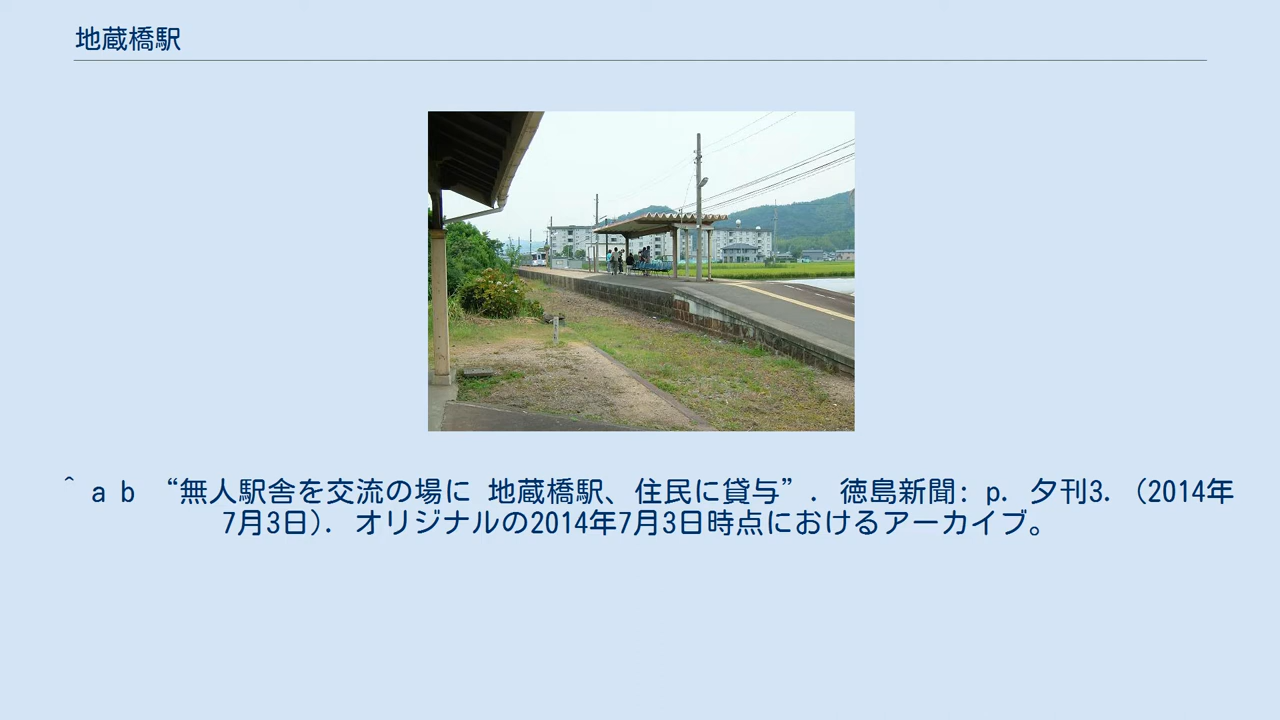 地蔵橋駅
^ a b “無人駅舎を交流の場に 地蔵橋駅、住民に貸与”. 徳島新聞: p. 夕刊3. (2014年
7月3日). オリジナルの2014年7月3日時点におけるアーカイブ。